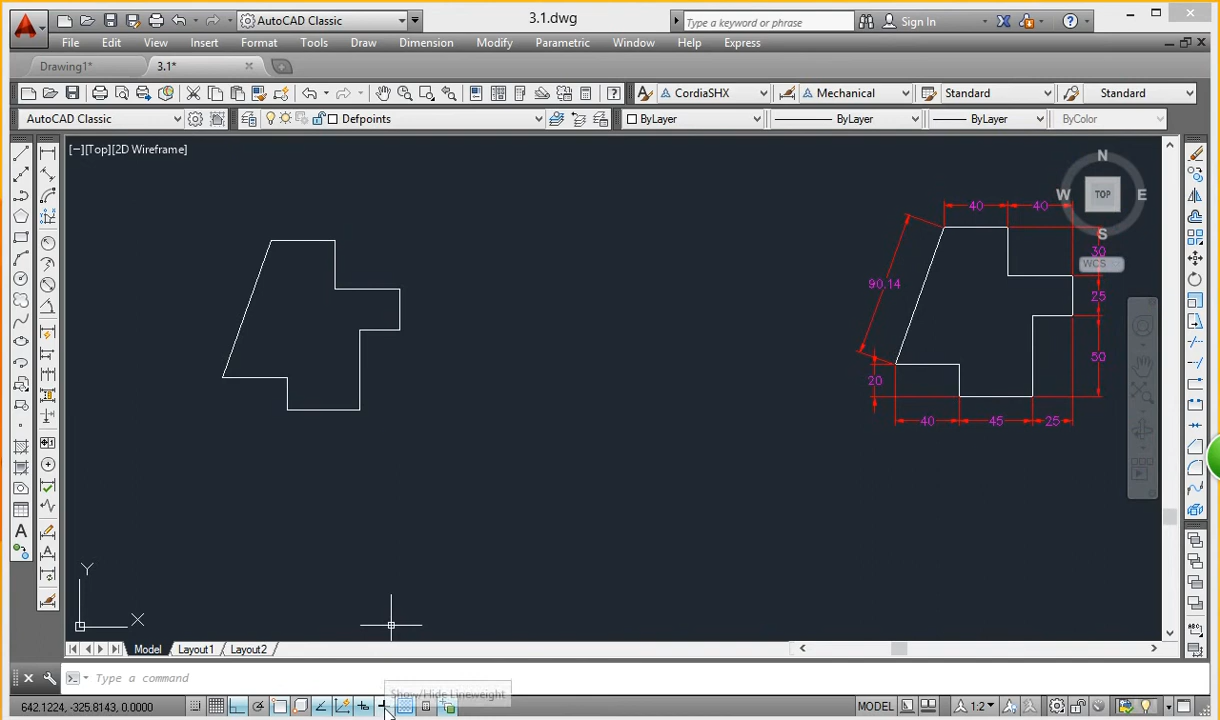 AutoCAD Classic
3.1.dwg
Type a keyword or phrase
Sign In
File Edit View Insert Format Tools Draw Dimension Modify Parametric Window Help Express
Drawing1*
3.1*
CordiaSHX
Mechanical
Standard
Standard
AutoCAD Classic
Defpoints
ByLayer
ByLayer
ByLayer
ByColor
[−][Top][2D Wireframe]
N
W
TOP
E
S
WCS
40
40
30
90.14
25
50
20
40
45
25
A
Y
X
Model
Layout1
Layout2
Type a command
Show/Hide Lineweight
642.1224, -325.8143, 0.0000
MODEL
1:2